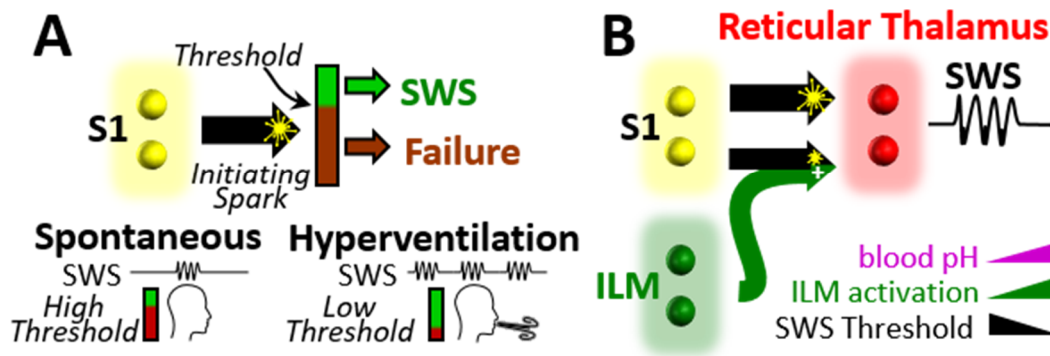 A
Threshold
SWS
S1
Failure
Initiating
Spark
Spontaneous
SWS
High
Threshold
Hyperventilation
SWS
Low
Threshold
B
Reticular Thalamus
SWS
S1
+
ILM
blood pH
ILM activation
SWS Threshold